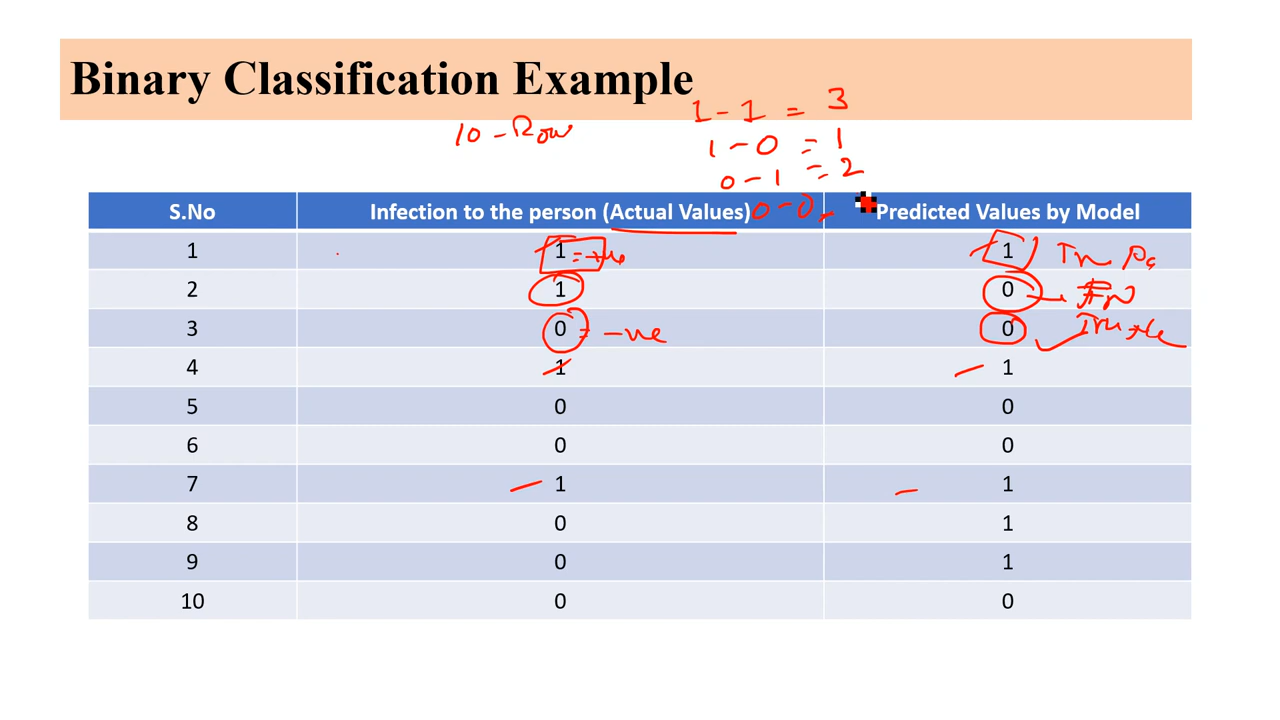 Binary Classification Example
1 - 1 = 3
10 - Row
1 - 0 = 1
0 - 1 = 2
S.No Infection to the person (Actual Values) 0 - 0 Predicted Values by Model
1 1 = +ve 1
2 1 0 FN
3 0 = -ve 0
4 1 1
5 0 0
6 0 0
7 1 1
8 0 1
9 0 1
10 0 0